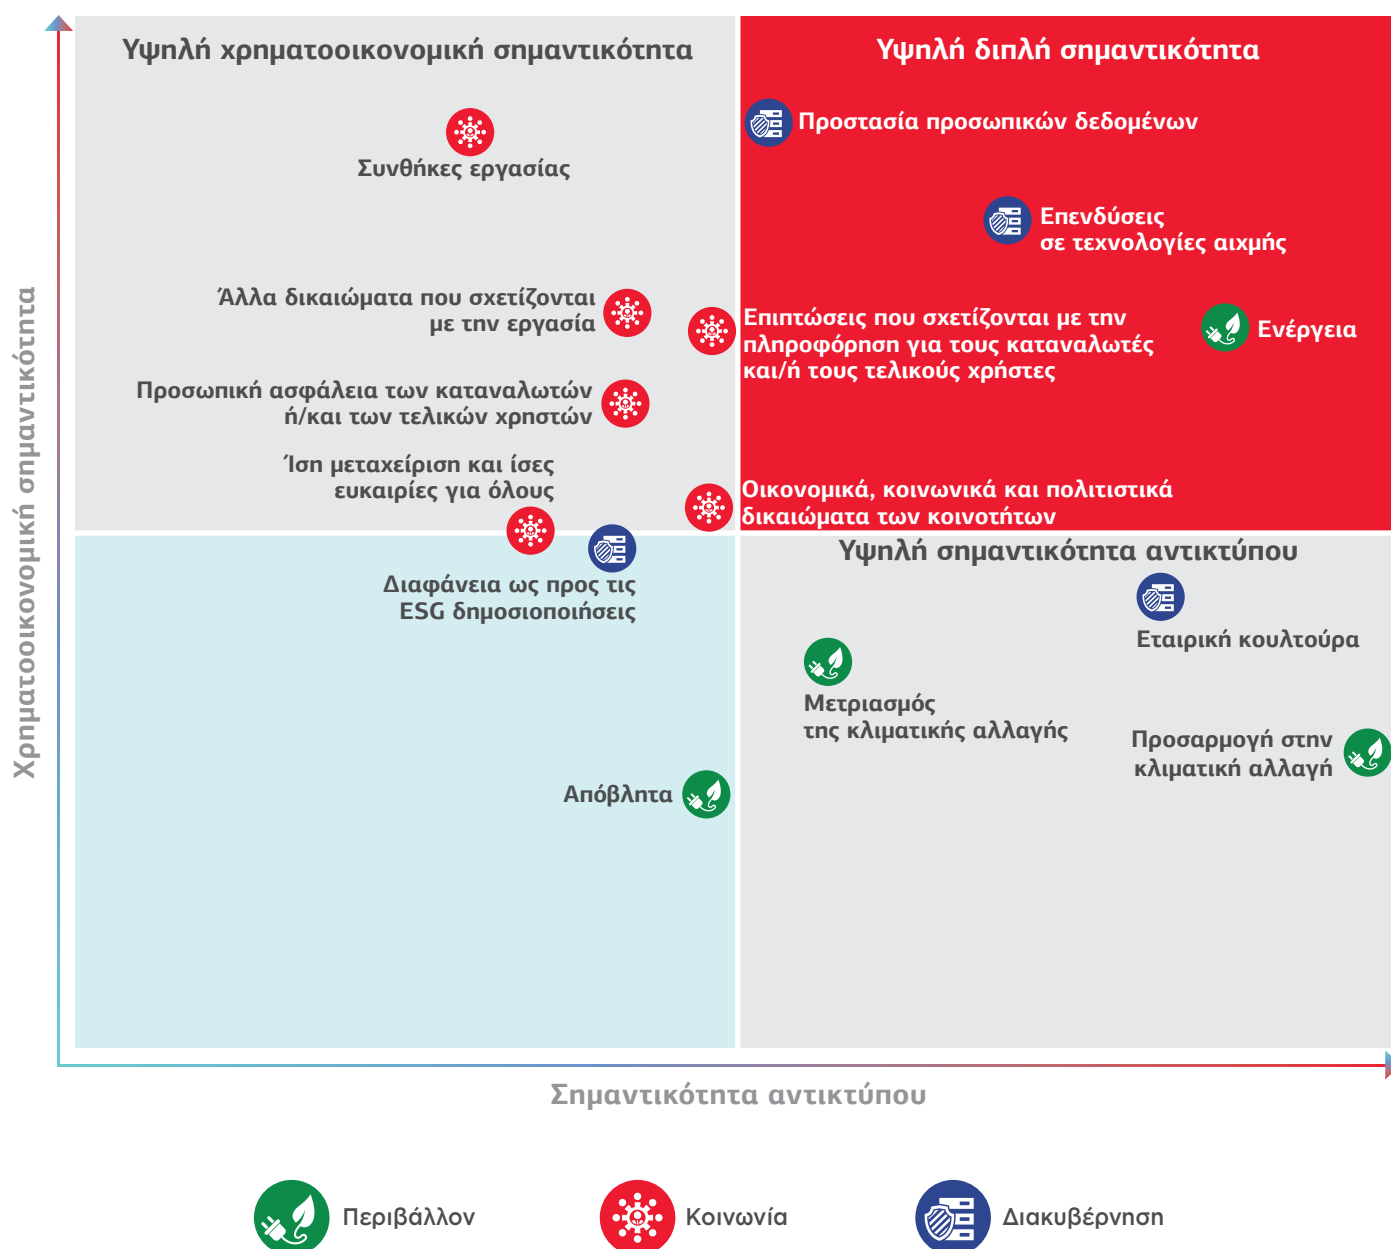 Υψηλή χρηματοοικονομική σημαντικότητα
Υψηλή διπλή σημαντικότητα
Προστασία προσωπικών δεδομένων
Συνθήκες εργασίας
Επενδύσεις
σε τεχνολογίες αιχμής
Άλλα δικαιώματα που σχετίζονται
με την εργασία
Επιπτώσεις που σχετίζονται με την
πληροφόρηση για τους καταναλωτές
και/ή τους τελικούς χρήστες
Ενέργεια
Προσωπική ασφάλεια των καταναλωτών
ή/και των τελικών χρηστών
Ίση μεταχείριση και ίσες
ευκαιρίες για όλους
Οικονομικά, κοινωνικά και πολιτιστικά
δικαιώματα των κοινοτήτων
Υψηλή σημαντικότητα αντικτύπου
Διαφάνεια ως προς τις
ESG δημοσιοποιήσεις
Εταιρική κουλτούρα
Μετριασμός
της κλιματικής αλλαγής
Προσαρμογή στην
κλιματική αλλαγή
Απόβλητα
Χρηματοοικονομική σημαντικότητα
Σημαντικότητα αντικτύπου
Περιβάλλον
Κοινωνία
Διακυβέρνηση